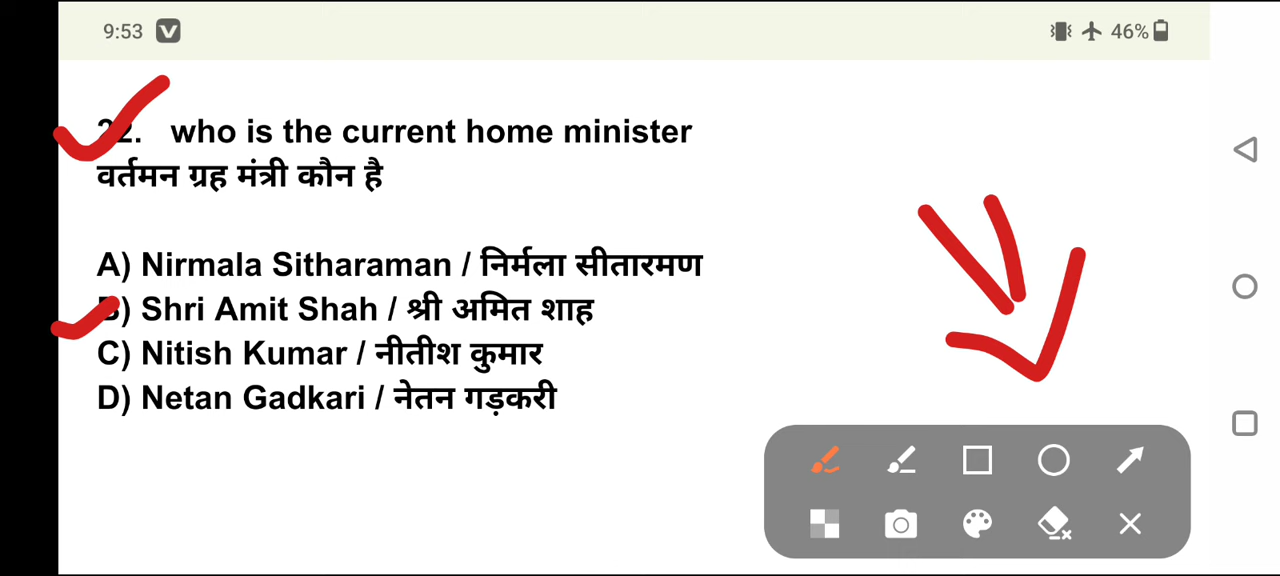 9:53
46%
22. who is the current home minister
वर्तमन ग्रह मंत्री कौन है
A) Nirmala Sitharaman / निर्मला सीतारमण
B) Shri Amit Shah / श्री अमित शाह
C) Nitish Kumar / नीतीश कुमार
D) Netan Gadkari / नेतन गड़करी